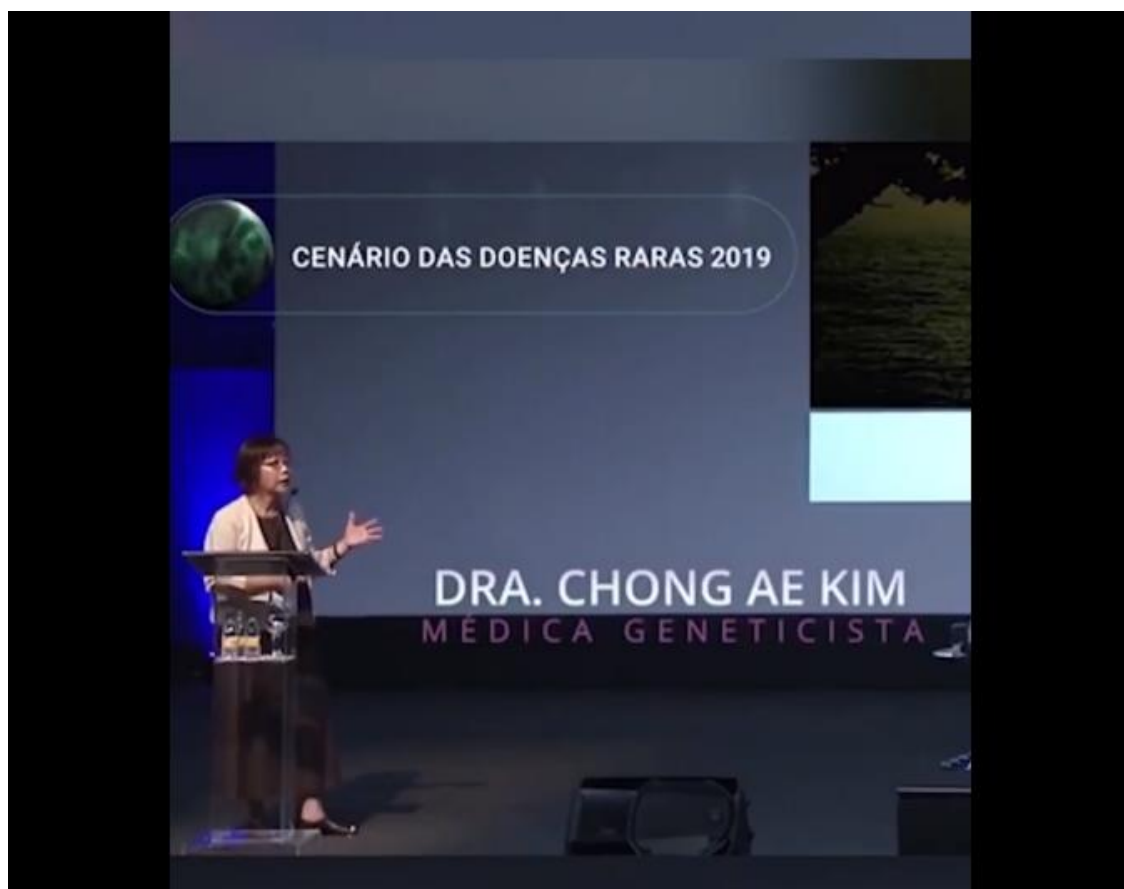 CENÁRIO DAS DOENÇAS RARAS 2019
DRA. CHONG AE KIM
MÉDICA GENETICISTA